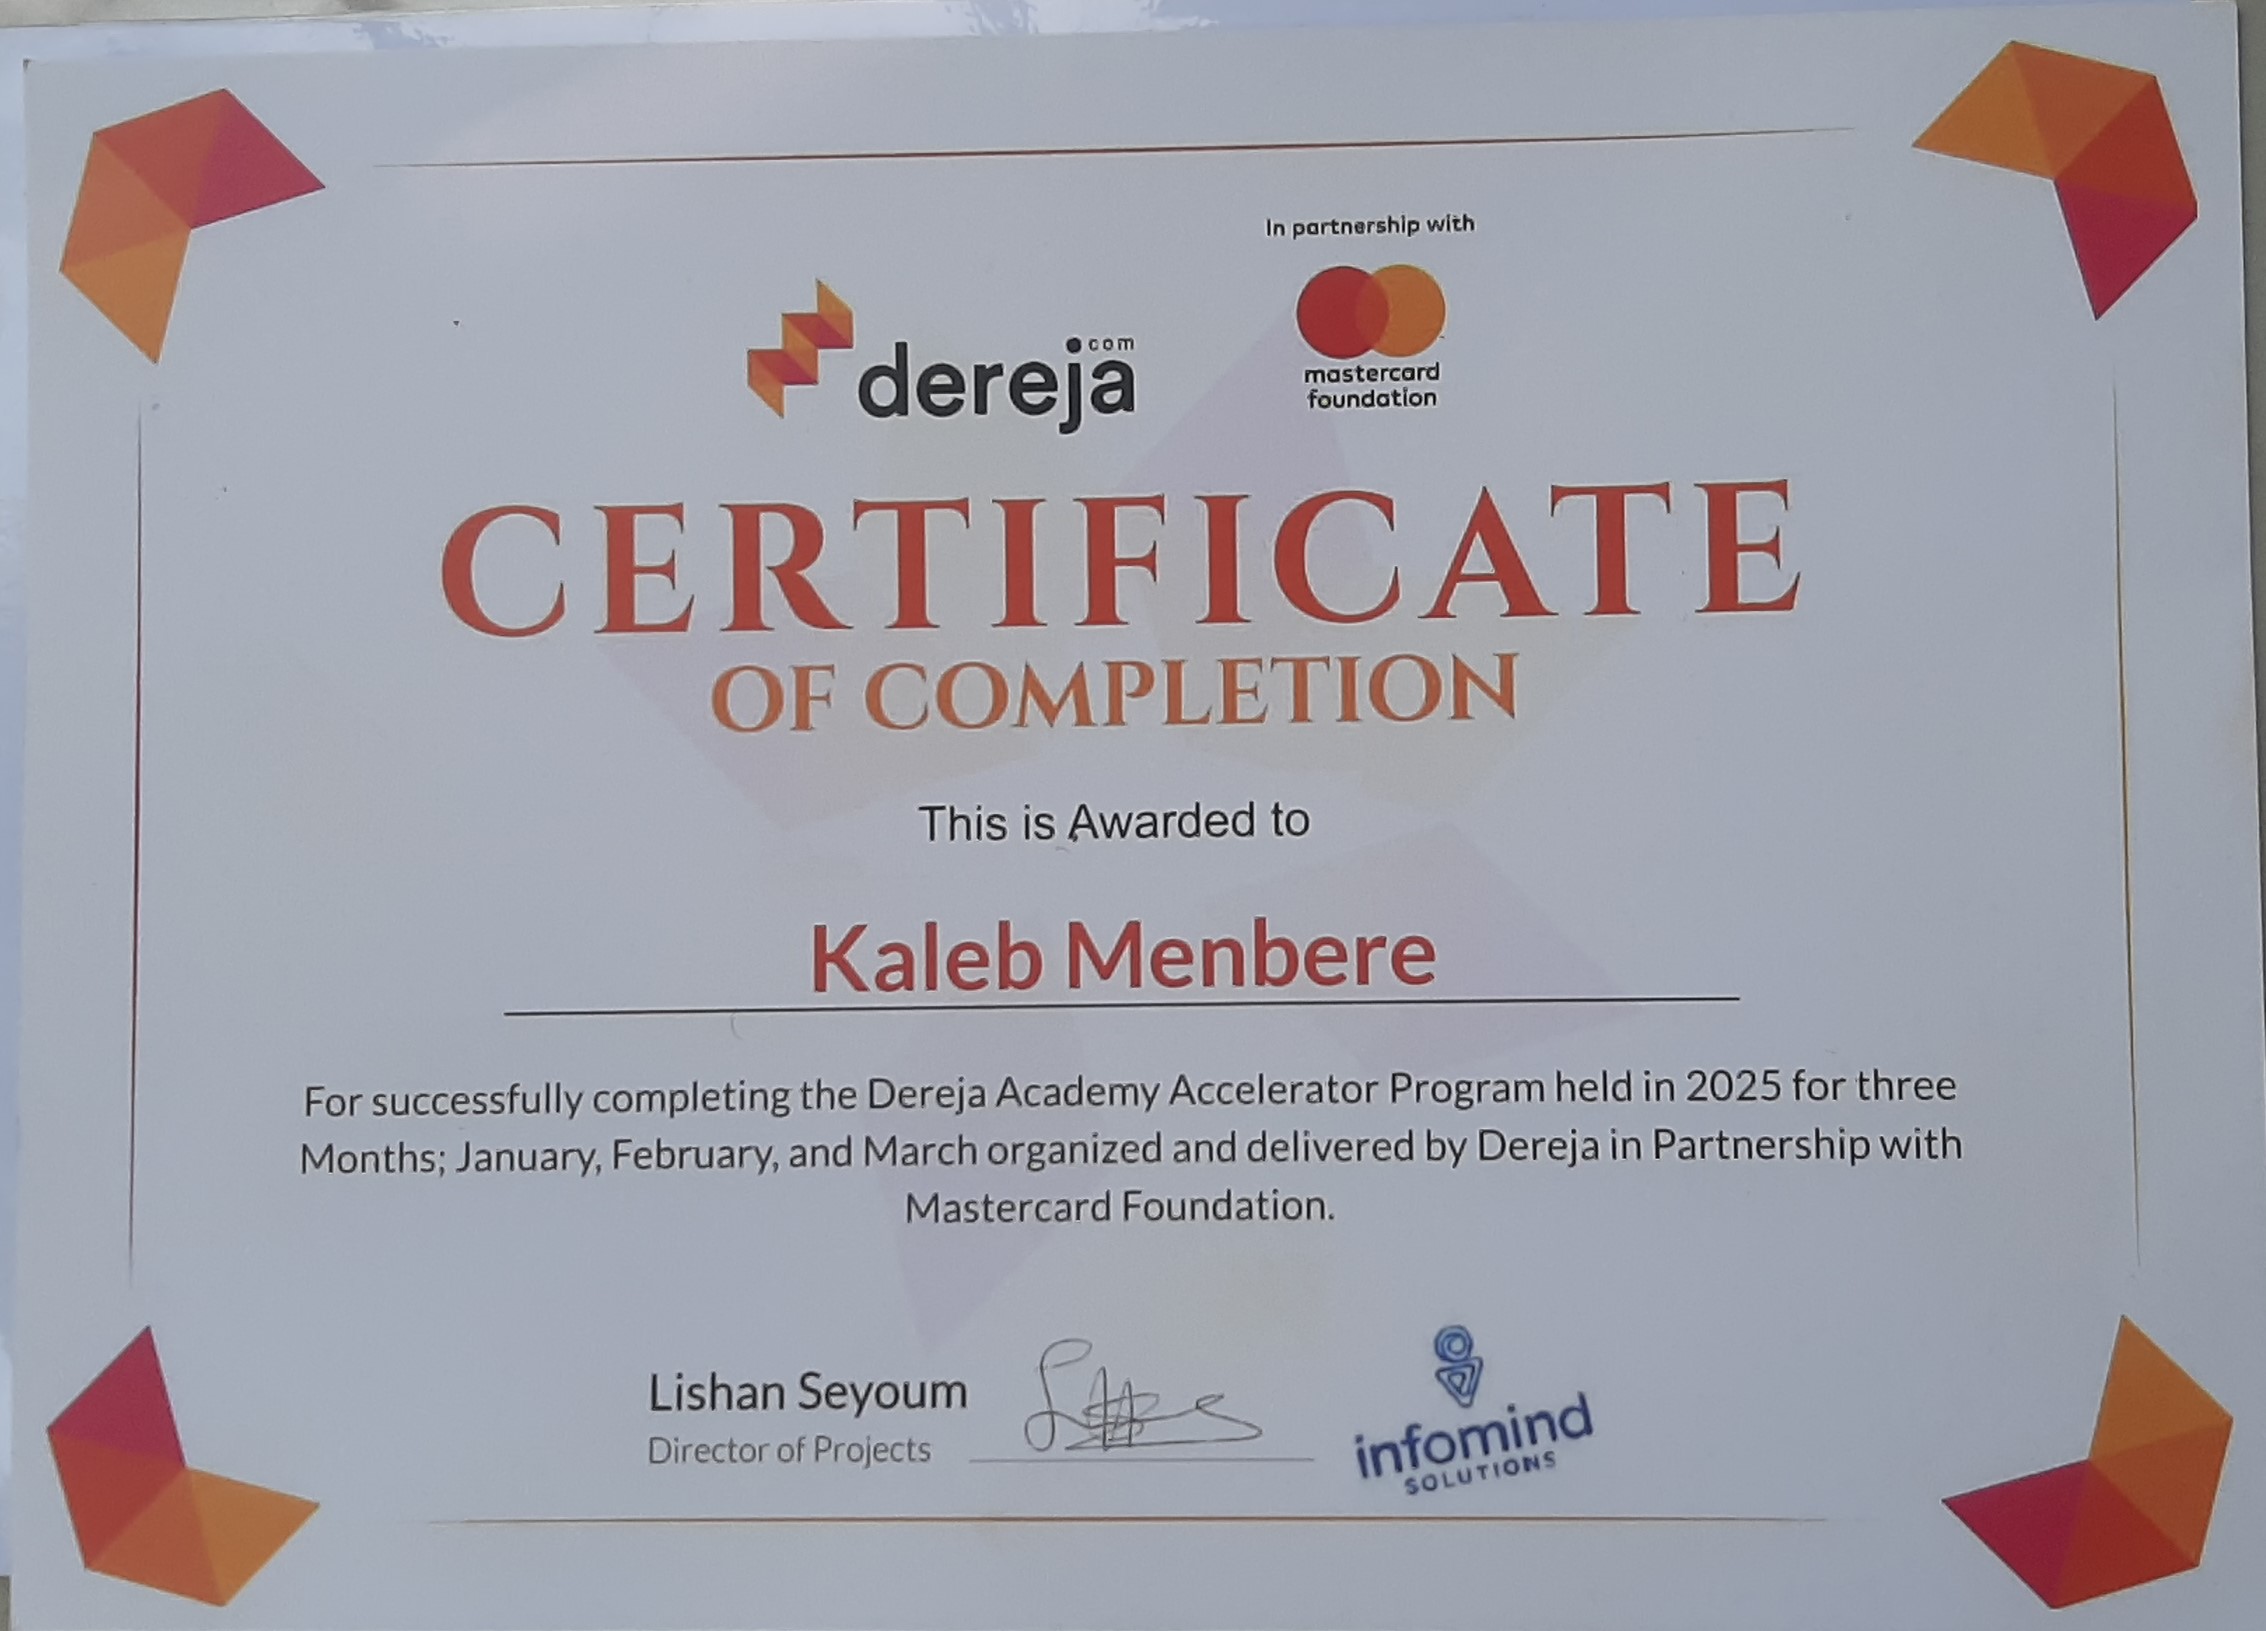 In partnership with
dereja.com
mastercard
foundation
CERTIFICATE
OF COMPLETION
This is Awarded to
Kaleb Menbere
For successfully completing the Dereja Academy Accelerator Program held in 2025 for three
Months; January, February, and March organized and delivered by Dereja in Partnership with
Mastercard Foundation.
Lishan Seyoum
Director of Projects
infomind
SOLUTIONS